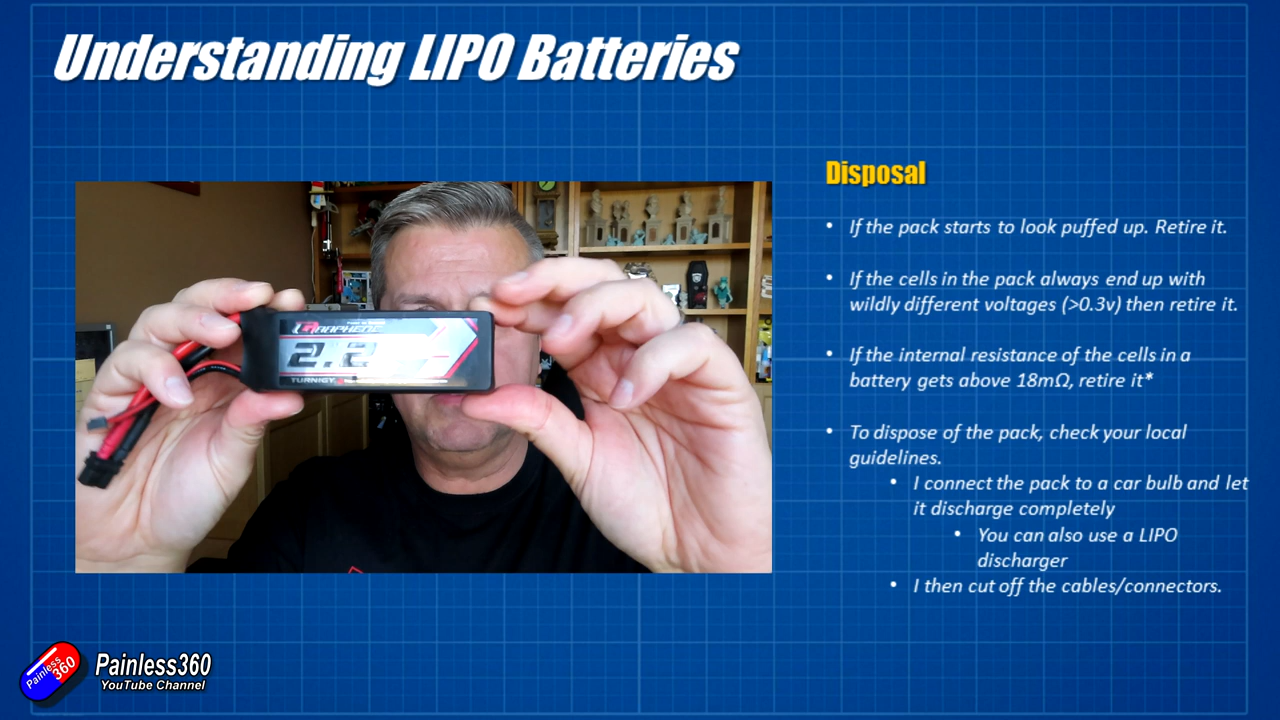 Understanding LIPO Batteries
Disposal
• If the pack starts to look puffed up. Retire it.
• If the cells in the pack always end up with
wildly different voltages (>0.3v) then retire it.
• If the internal resistance of the cells in a
battery gets above 18mΩ, retire it*
• To dispose of the pack, check your local
guidelines.
• I connect the pack to a car bulb and let
it discharge completely
• You can also use a LIPO
discharger
• I then cut off the cables/connectors.
GRAPHENE
2.2
TURNIGY
Painless
360
Painless360
YouTube Channel